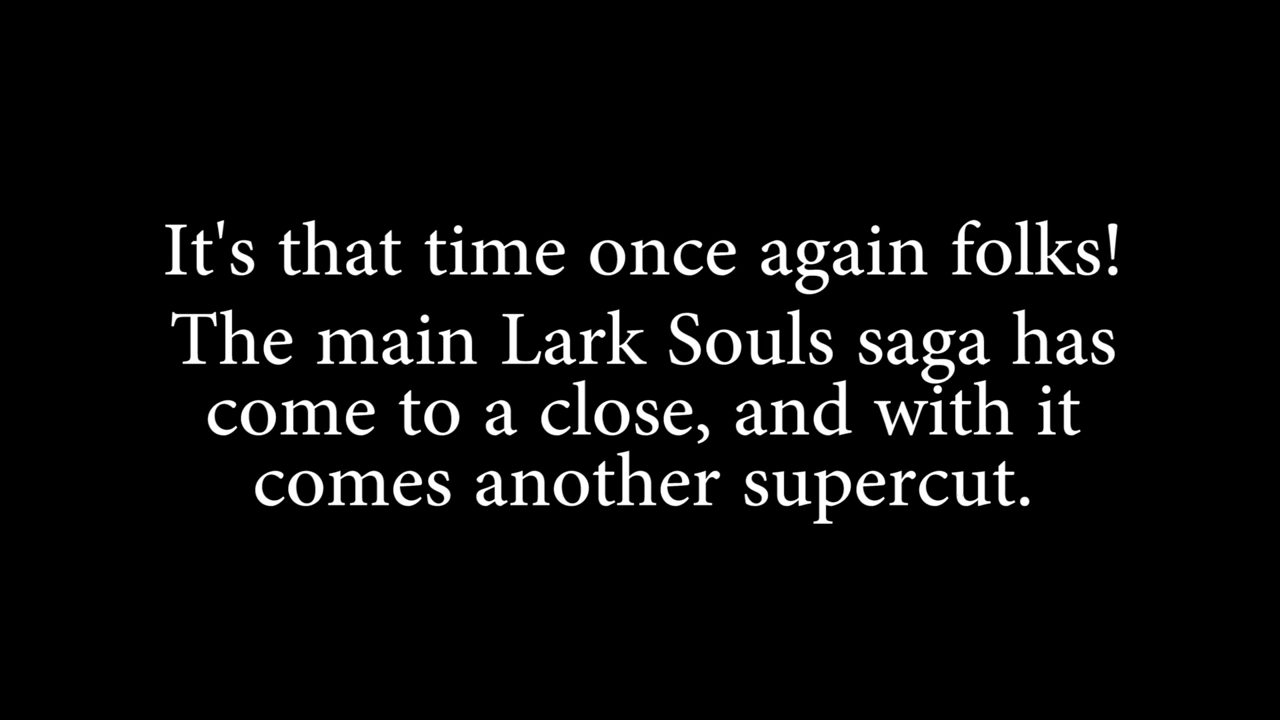 It's that time once again folks!
The main Lark Souls saga has
come to a close, and with it
comes another supercut.